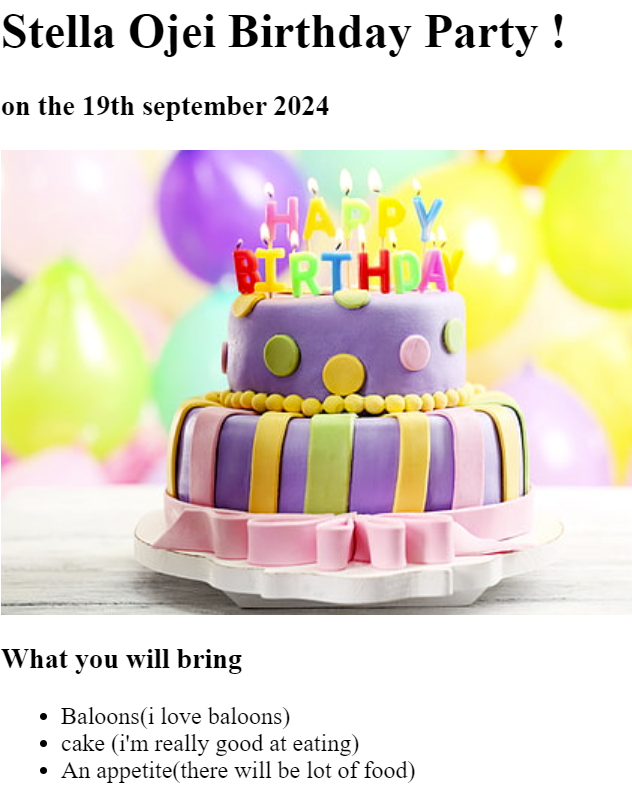 Stella Ojei Birthday Party !
on the 19th september 2024
HAPPY
BIRTHDAY
What you will bring
Baloons(i love baloons)
cake (i'm really good at eating)
An appetite(there will be lot of food)